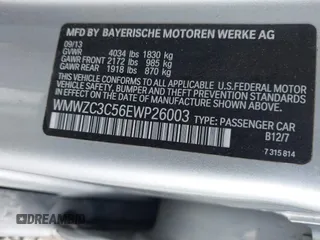 MFD BY BAYERISCHE MOTOREN WERKE AG
09/13
GVWR 4034 lbs 1830 kg
GAWR FRONT 2172 lbs 985 kg
GAWR REAR 1918 lbs 870 kg
THIS VEHICLE CONFORMS TO ALL APPLICABLE FEDERAL
U.S. MOTOR VEHICLE SAFETY, BUMPER, AND THEFT
PREVENTION STANDARDS IN EFFECT ON THE DATE OF
MANUFACTURE SHOWN ABOVE.
WMWZC3C56EWP26003 TYPE: PASSENGER CAR
B12/7
7 315 814
DREAMBID